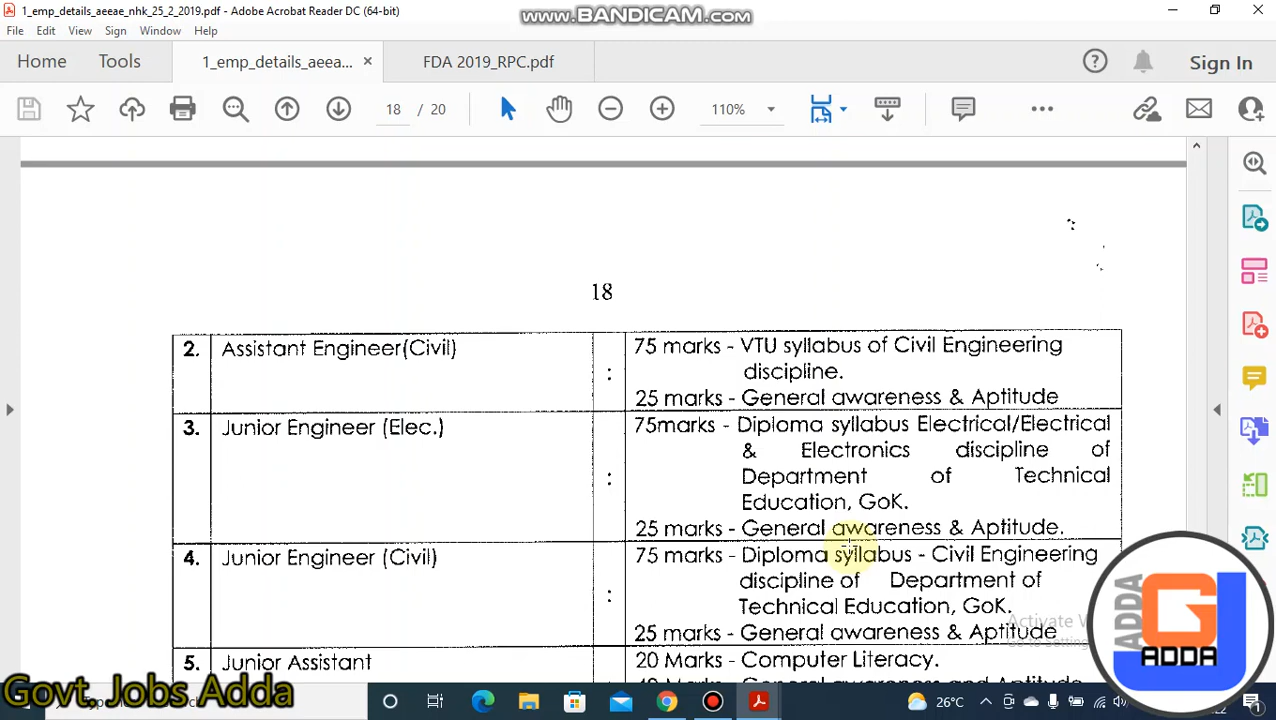 1_emp_details_aeeae_nhk_25_2_2019.pdf - Adobe Acrobat Reader DC (64-bit)
www.BANDICAM.com
File Edit View Sign Window Help
Home Tools 1_emp_details_aeea... × FDA 2019_RPC.pdf Sign In
18 / 20 110%
18
2. Assistant Engineer(Civil) : 75 marks - VTU syllabus of Civil Engineering
discipline.
25 marks - General awareness & Aptitude
3. Junior Engineer (Elec.) : 75marks - Diploma syllabus Electrical/Electrical
& Electronics discipline of
Department of Technical
Education, GoK.
25 marks - General awareness & Aptitude.
4. Junior Engineer (Civil) : 75 marks - Diploma syllabus - Civil Engineering
discipline of Department of
Technical Education, GoK.
25 marks - General awareness & Aptitude
5. Junior Assistant 20 Marks - Computer Literacy.
Activate
ADDA
GJ
ADDA
Govt. Jobs Adda
26°C